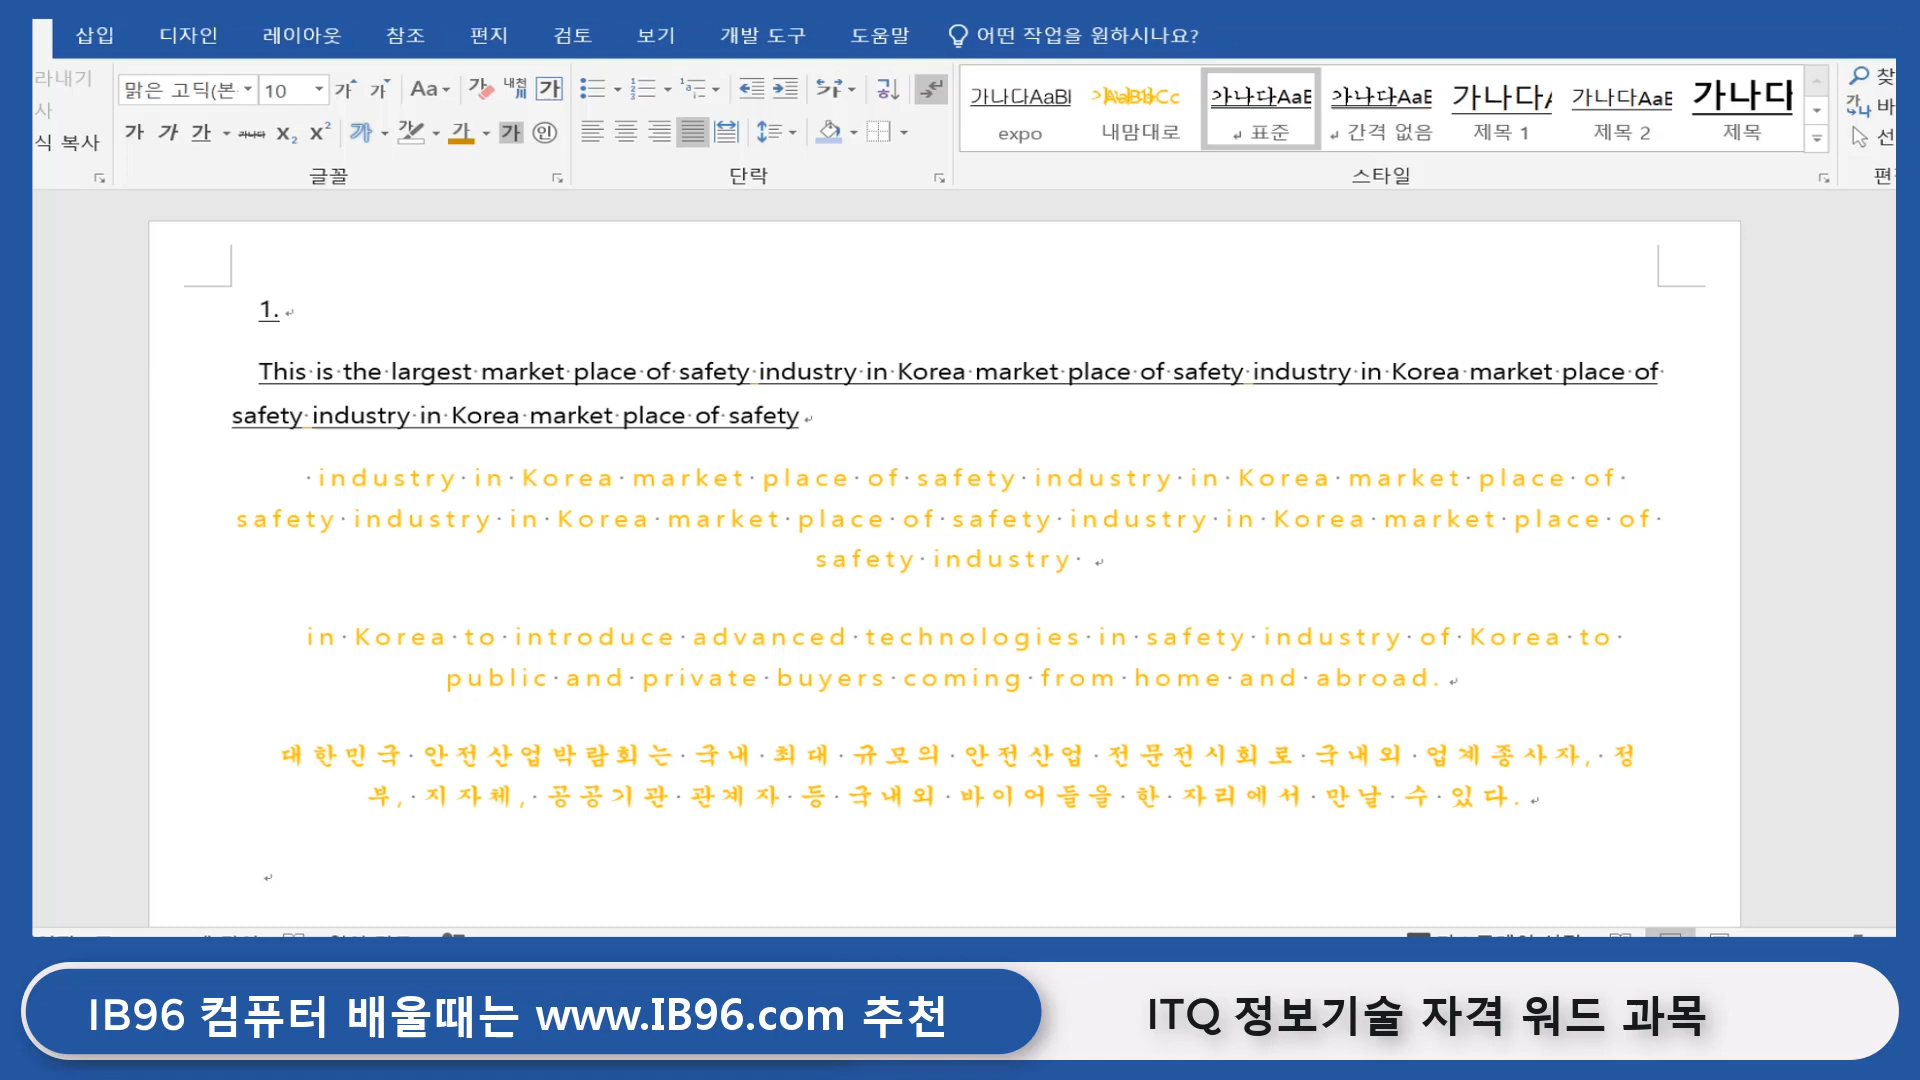 삽입 디자인 레이아웃 참조 편지 검토 보기 개발 도구 도움말 어떤 작업을 원하시나요?
라내기
사
식 복사
맑은 고딕(본 10 Aa
글꼴
단락
가나다AaBl
expo
내맘대로
가나다AaE
↵ 표준
가나다AaE
↵ 간격 없음
가나다
제목 1
가나다AaE
제목 2
가나다
제목
스타일
찾
바
선
편
1.
This is the largest market place of safety industry in Korea market place of safety industry in Korea market place of
safety industry in Korea market place of safety
industry in Korea market place of safety industry in Korea market place of
safety industry in Korea market place of safety industry in Korea market place of
safety industry
in Korea to introduce advanced technologies in safety industry of Korea to
public and private buyers coming from home and abroad.
대한민국 안전산업박람회는 국내 최대 규모의 안전산업 전문전시회로 국내외 업계종사자, 정
부, 지자체, 공공기관 관계자 등 국내외 바이어들을 한 자리에서 만날 수 있다.
IB96 컴퓨터 배울때는 www.IB96.com 추천
ITQ 정보기술 자격 워드 과목